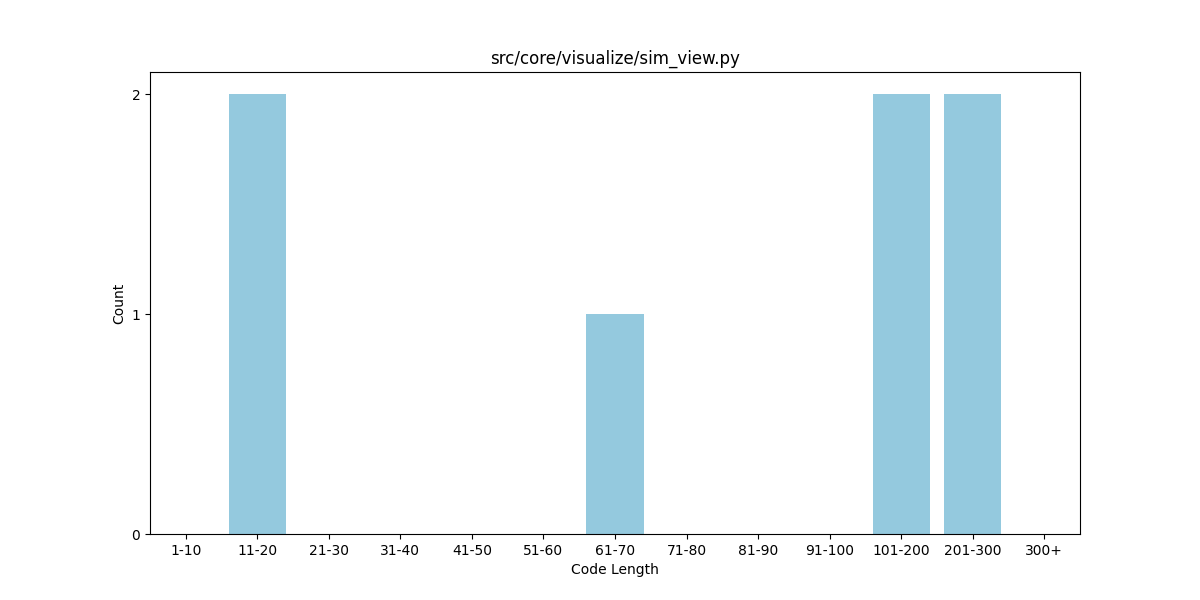 src/core/visualize/sim_view.py
2
1
0
Count
1-10 11-20 21-30 31-40 41-50 51-60 61-70 71-80 81-90 91-100 101-200 201-300 300+
Code Length